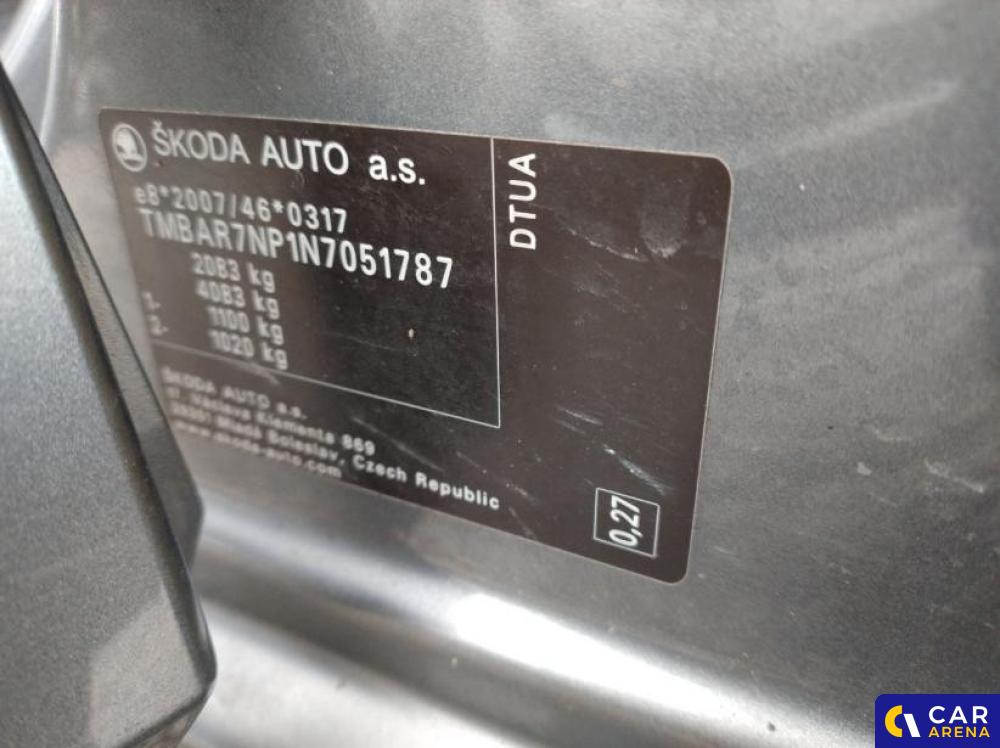 ŠKODA AUTO a.s.
e8*2007/46*0317
TMBAR7NP1N7051787
2083 kg
4083 kg
1- 1100 kg
2- 1020 kg
ŠKODA AUTO a.s.
tř. Václava Klementa 869
29301 Mladá Boleslav, Czech Republic
www.skoda-auto.com
DTUA
0,27
CAR
ARENA